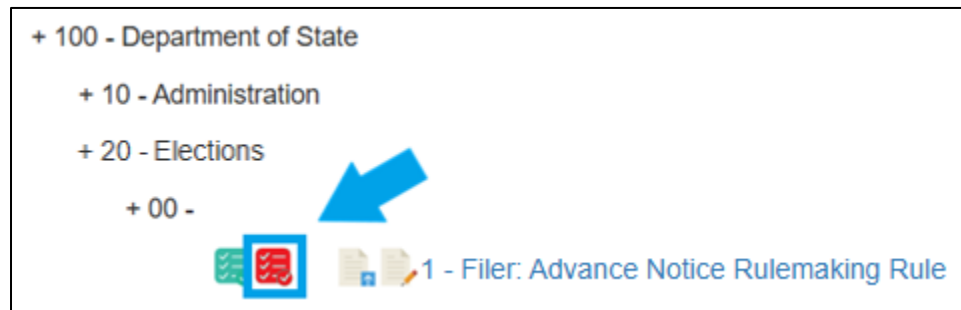 + 100 - Department of State
+ 10 - Administration
+ 20 - Elections
+ 00 -
1 - Filer: Advance Notice Rulemaking Rule